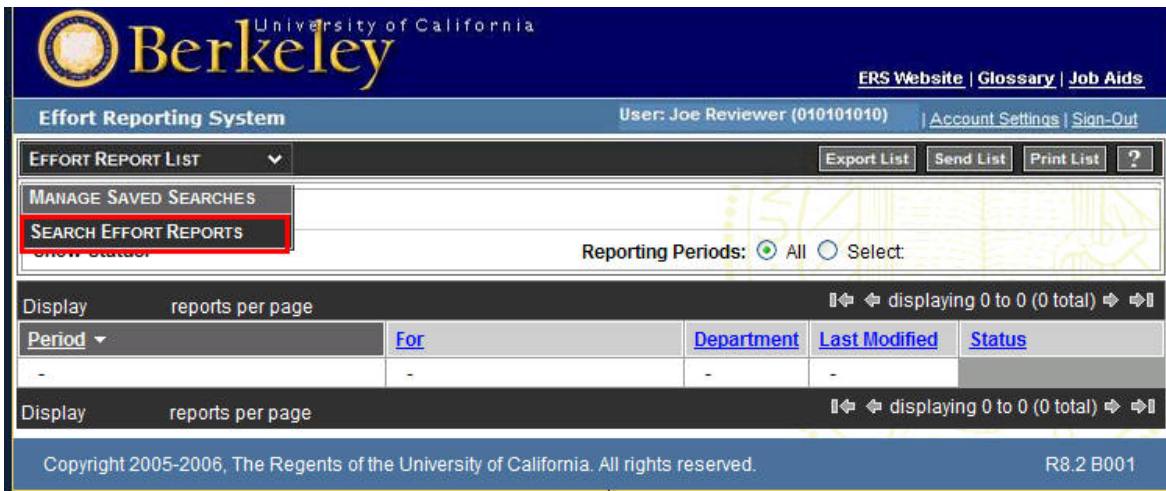 University of California
Berkeley
ERS Website | Glossary | Job Aids
Effort Reporting System User: Joe Reviewer (010101010) | Account Settings | Sign-Out
EFFORT REPORT LIST Export List Send List Print List ?
MANAGE SAVED SEARCHES
SEARCH EFFORT REPORTS
Reporting Periods: All Select:
Display reports per page displaying 0 to 0 (0 total)
Period For Department Last Modified Status
- - - -
Display reports per page displaying 0 to 0 (0 total)
Copyright 2005-2006, The Regents of the University of California. All rights reserved. R8.2 B001